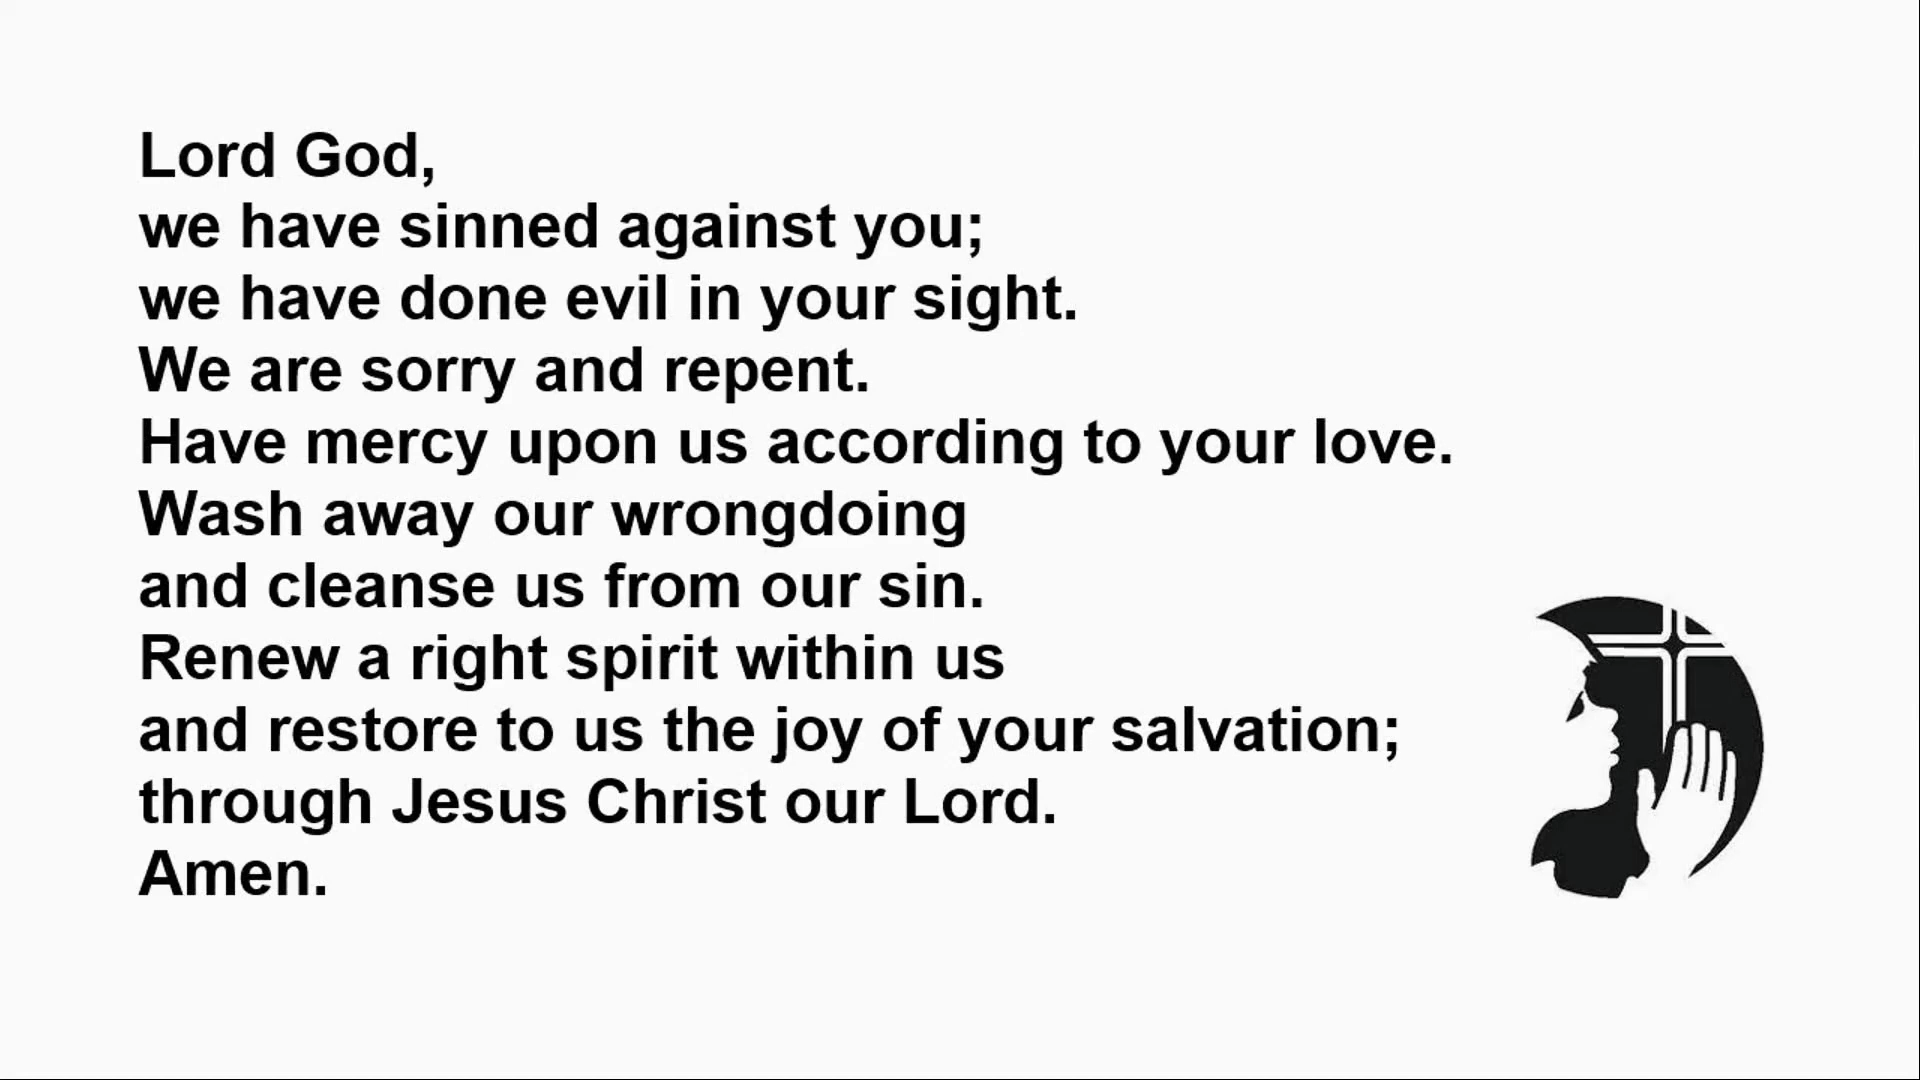 Lord God,
we have sinned against you;
we have done evil in your sight.
We are sorry and repent.
Have mercy upon us according to your love.
Wash away our wrongdoing
and cleanse us from our sin.
Renew a right spirit within us
and restore to us the joy of your salvation;
through Jesus Christ our Lord.
Amen.